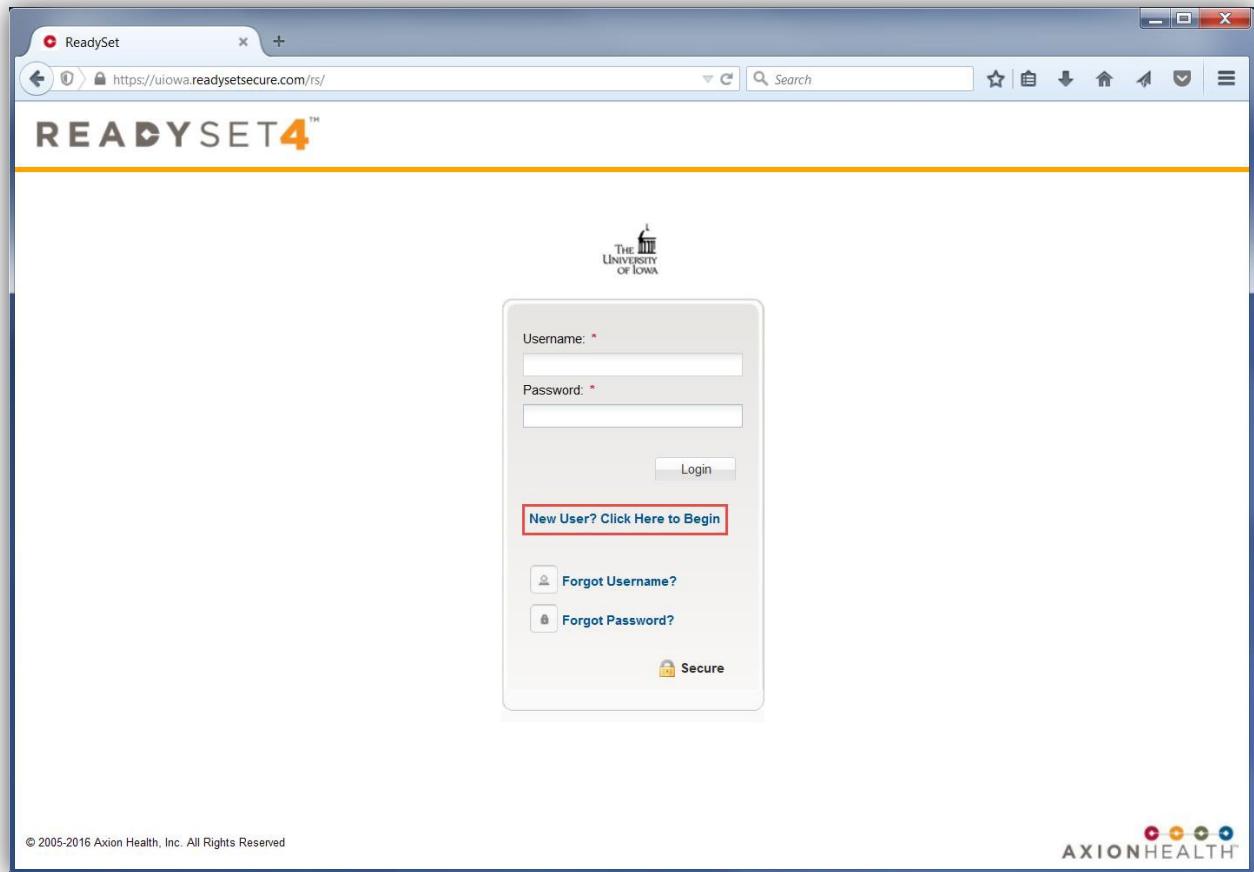 ReadySet
https://uiowa.readysetsecure.com/rs/
Search
READYSET4™
THE
UNIVERSITY
OF IOWA
Username: *
Password: *
Login
New User? Click Here to Begin
Forgot Username?
Forgot Password?
Secure
© 2005-2016 Axion Health, Inc. All Rights Reserved
AXIONHEALTH